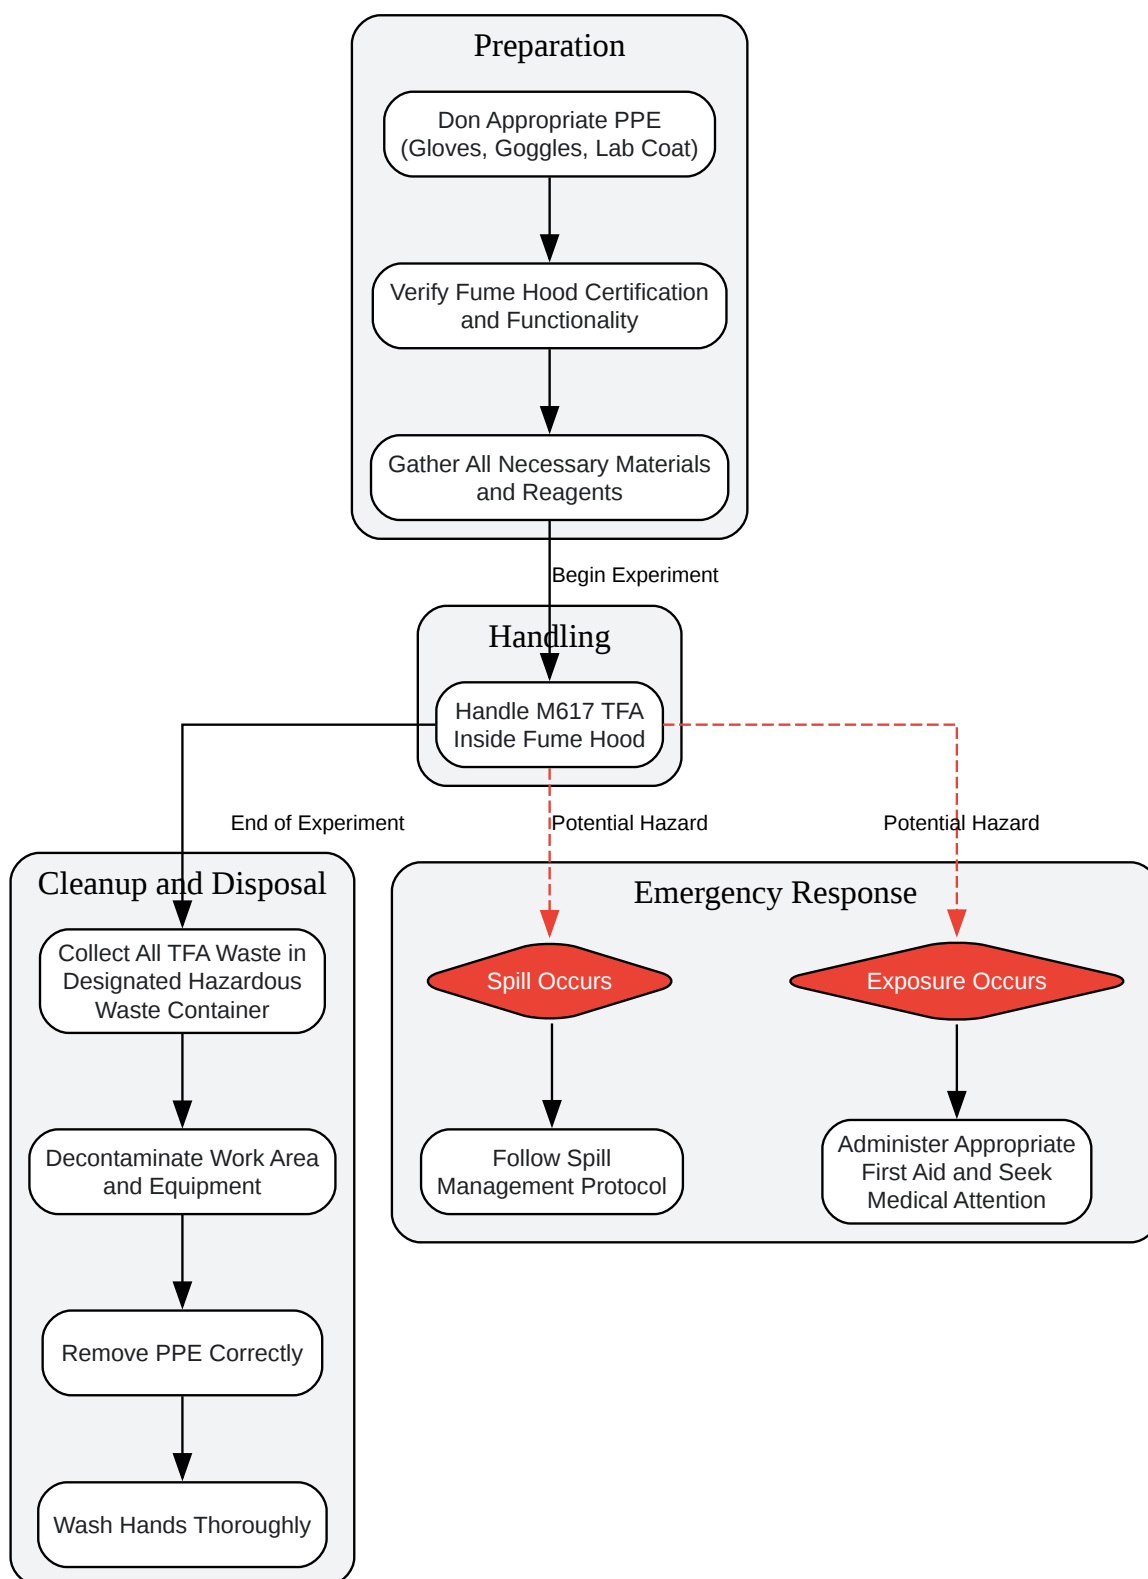 Preparation
Don Appropriate PPE
(Gloves, Goggles, Lab Coat)
Verify Fume Hood Certification
and Functionality
Gather All Necessary Materials
and Reagents
Begin Experiment
Handling
Handle M617 TFA
Inside Fume Hood
End of Experiment
Potential Hazard
Potential Hazard
Cleanup and Disposal
Collect All TFA Waste in
Designated Hazardous
Waste Container
Decontaminate Work Area
and Equipment
Remove PPE Correctly
Wash Hands Thoroughly
Emergency Response
Spill Occurs
Follow Spill
Management Protocol
Exposure Occurs
Administer Appropriate
First Aid and Seek
Medical Attention